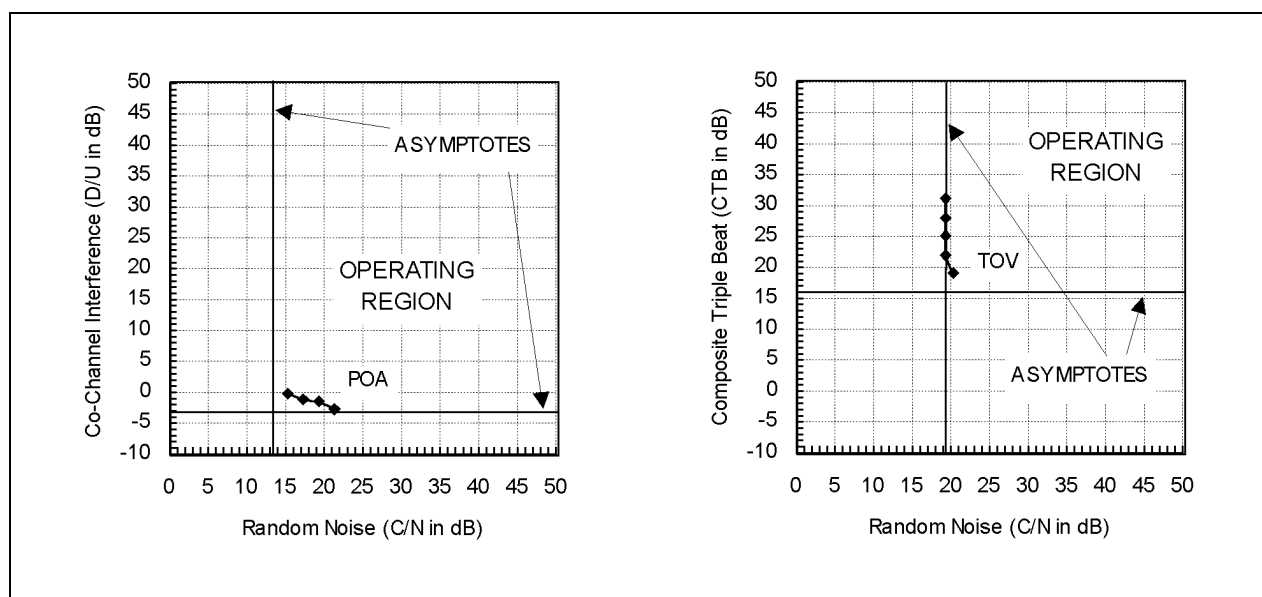 50
45
40
35
30
25
20
15
10
5
0
-5
-10
Co-Channel Interference (D/U in dB)
ASYMPTOTES
OPERATING
REGION
POA
0 5 10 15 20 25 30 35 40 45 50
Random Noise (C/N in dB)
50
45
40
35
30
25
20
15
10
5
0
-5
-10
Composite Triple Beat (CTB in dB)
OPERATING
REGION
TOV
ASYMPTOTES
0 5 10 15 20 25 30 35 40 45 50
Random Noise (C/N in dB)